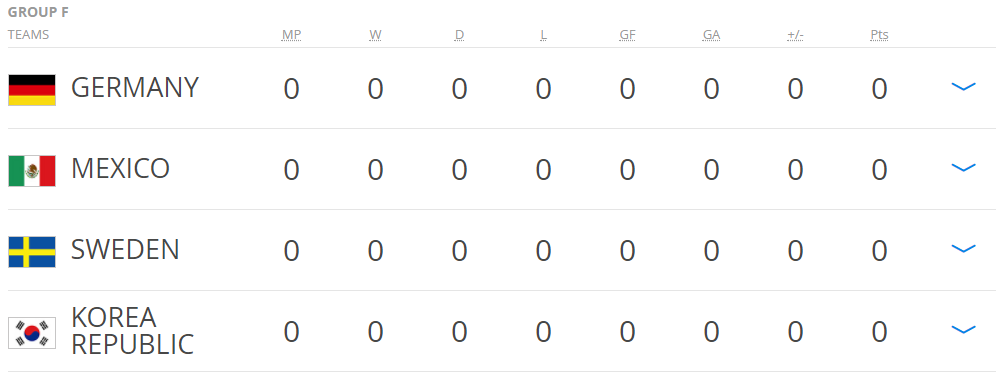 GROUP F
TEAMS MP W D L GF GA +/- Pts
GERMANY 0 0 0 0 0 0 0 0
MEXICO 0 0 0 0 0 0 0 0
SWEDEN 0 0 0 0 0 0 0 0
KOREA
REPUBLIC 0 0 0 0 0 0 0 0